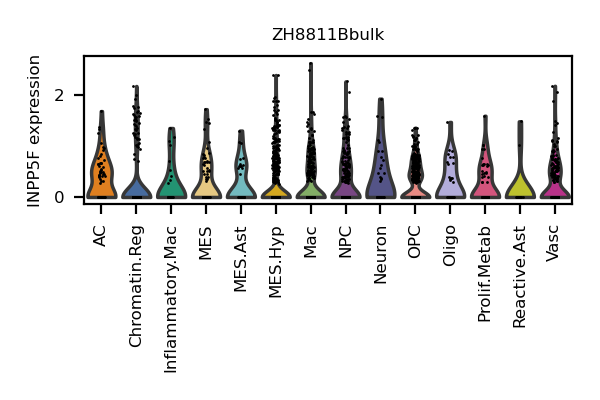 ZH8811Bbulk
INPP5F expression
2
0
AC
Chromatin.Reg
Inflammatory.Mac
MES
MES.Ast
MES.Hyp
Mac
NPC
Neuron
OPC
Oligo
Prolif.Metab
Reactive.Ast
Vasc